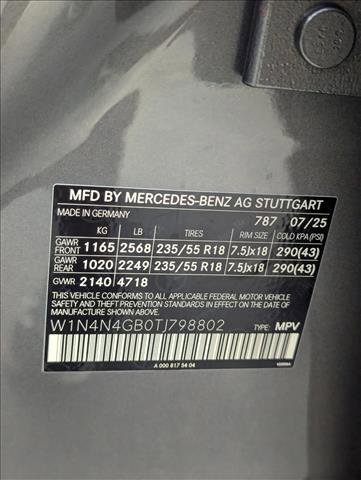 MFD BY MERCEDES-BENZ AG STUTTGART
MADE IN GERMANY 787 07/25
KG LB TIRES RIM SIZE COLD KPA(PSI)
GAWR FRONT 1165 2568 235/55 R18 7.5Jx18 290(43)
GAWR REAR 1020 2249 235/55 R18 7.5Jx18 290(43)
GVWR 2140 4718
THIS VEHICLE CONFORMS TO ALL APPLICABLE FEDERAL MOTOR VEHICLE
SAFETY, BUMPER, AND THEFT PREVENTION STANDARDS IN EFFECT
ON THE DATE OF MANUFACTURE SHOWN ABOVE.
W1N4N4GB0TJ798802 TYPE: MPV
A 000 817 54 04